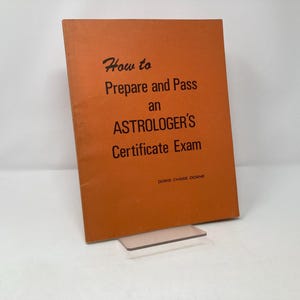 How to
Prepare and Pass
an
ASTROLOGER'S
Certificate Exam
DORIS CHASE DOANE